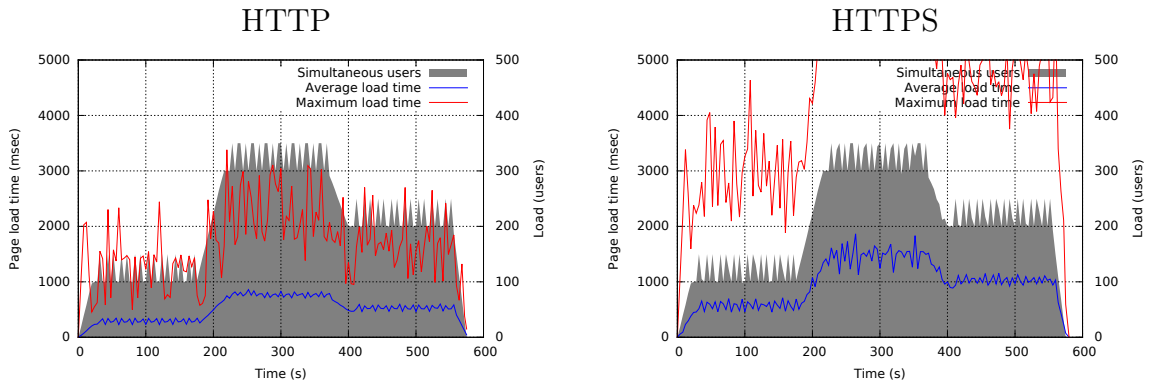 HTTP
5000
4000
3000
2000
1000
0
500
400
300
200
100
0
0 100 200 300 400 500 600
Page load time (msec)
Load (users)
Time (s)
Simultaneous users
Average load time
Maximum load time
HTTPS
5000
4000
3000
2000
1000
0
500
400
300
200
100
0
0 100 200 300 400 500 600
Page load time (msec)
Load (users)
Time (s)
Simultaneous users
Average load time
Maximum load time